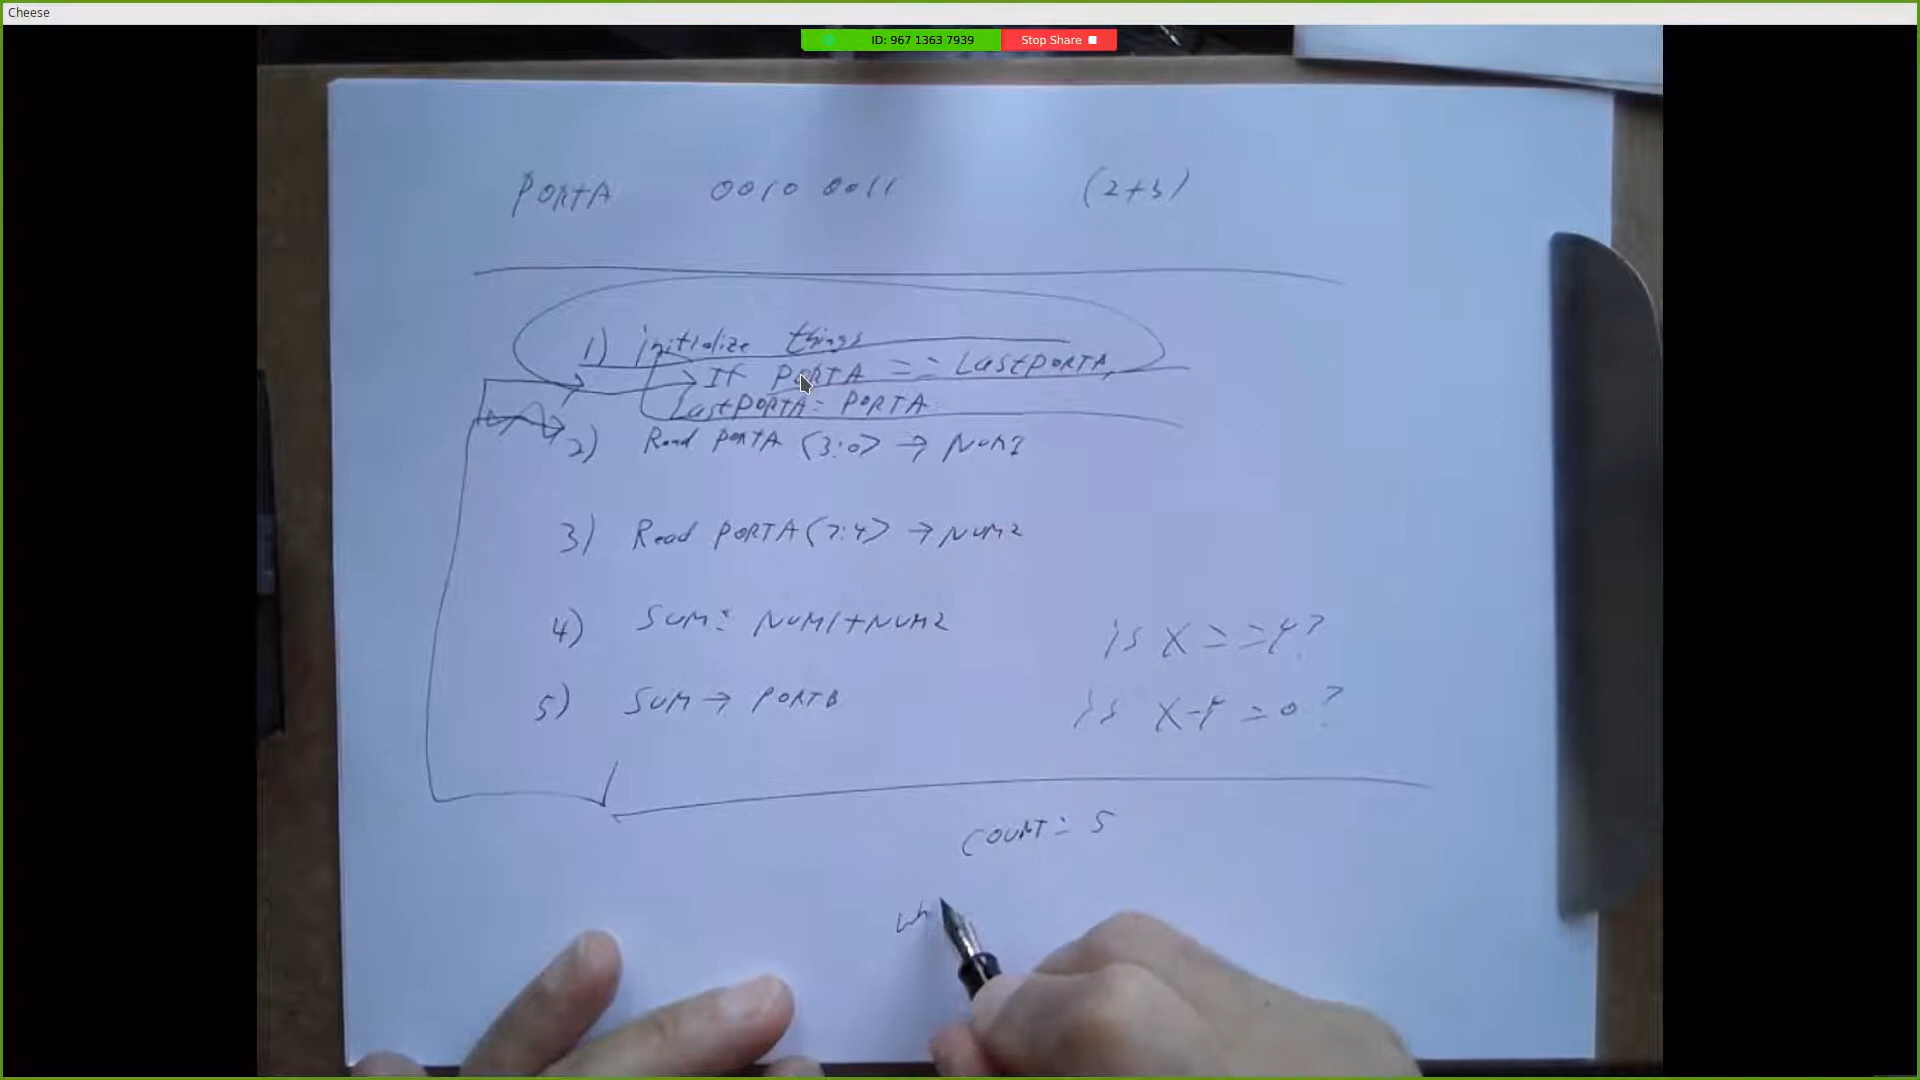 Cheese
ID: 967 1363 7939 Stop Share
PORTA 0010 0011 (2+3)
1) initialize things
If PORTA == LastPORTA
LastPORTA = PORTA
2) Read PORTA (3:0) → NUM1
3) Read PORTA (7:4) → NUM2
4) SUM = NUM1+NUM2
is X == Y?
5) SUM → PORTB
is X-Y = 0?
COUNT = 5
wh